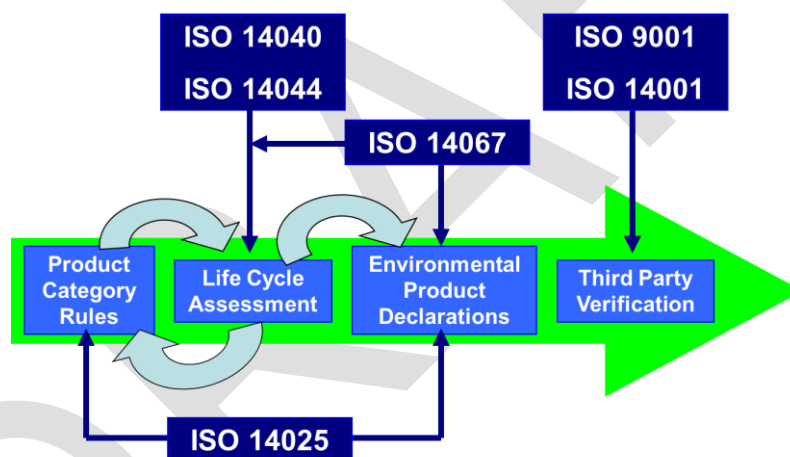 ISO 14040
ISO 14044
ISO 9001
ISO 14001
ISO 14067
Product
Category
Rules
Life Cycle
Assessment
Environmental
Product
Declarations
Third Party
Verification
ISO 14025